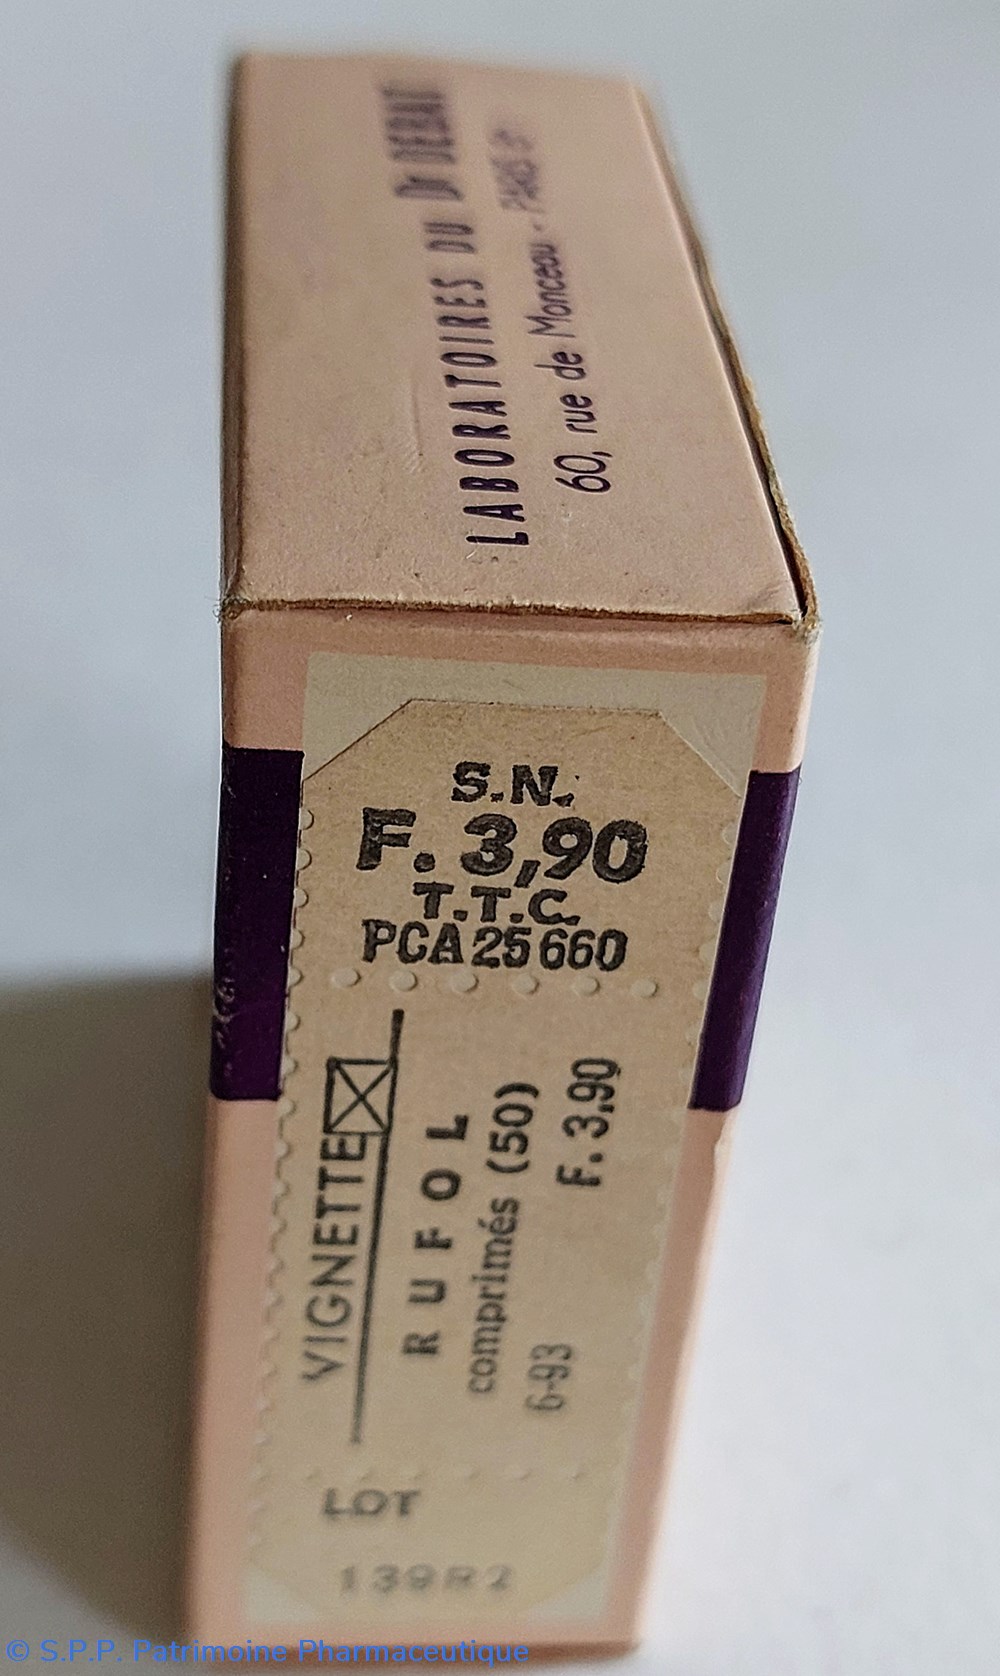 LABORATOIRES DU Dr DEBAT
60, rue de Monceau - PARIS 8e
S.N.
F. 3,90
T.T.C.
PCA 25 660
VIGNETTE
RUFOL
comprimés (50)
6-93 F. 3,90
LOT
139R2
© S.P.P. Patrimoine Pharmaceutique